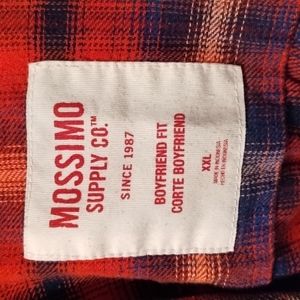 MOSSIMO
SUPPLY CO.™
SINCE 1987
BOYFRIEND FIT
CORTE BOYFRIEND
XXL
MADE IN INDONESIA
HECHO EN INDONESIA